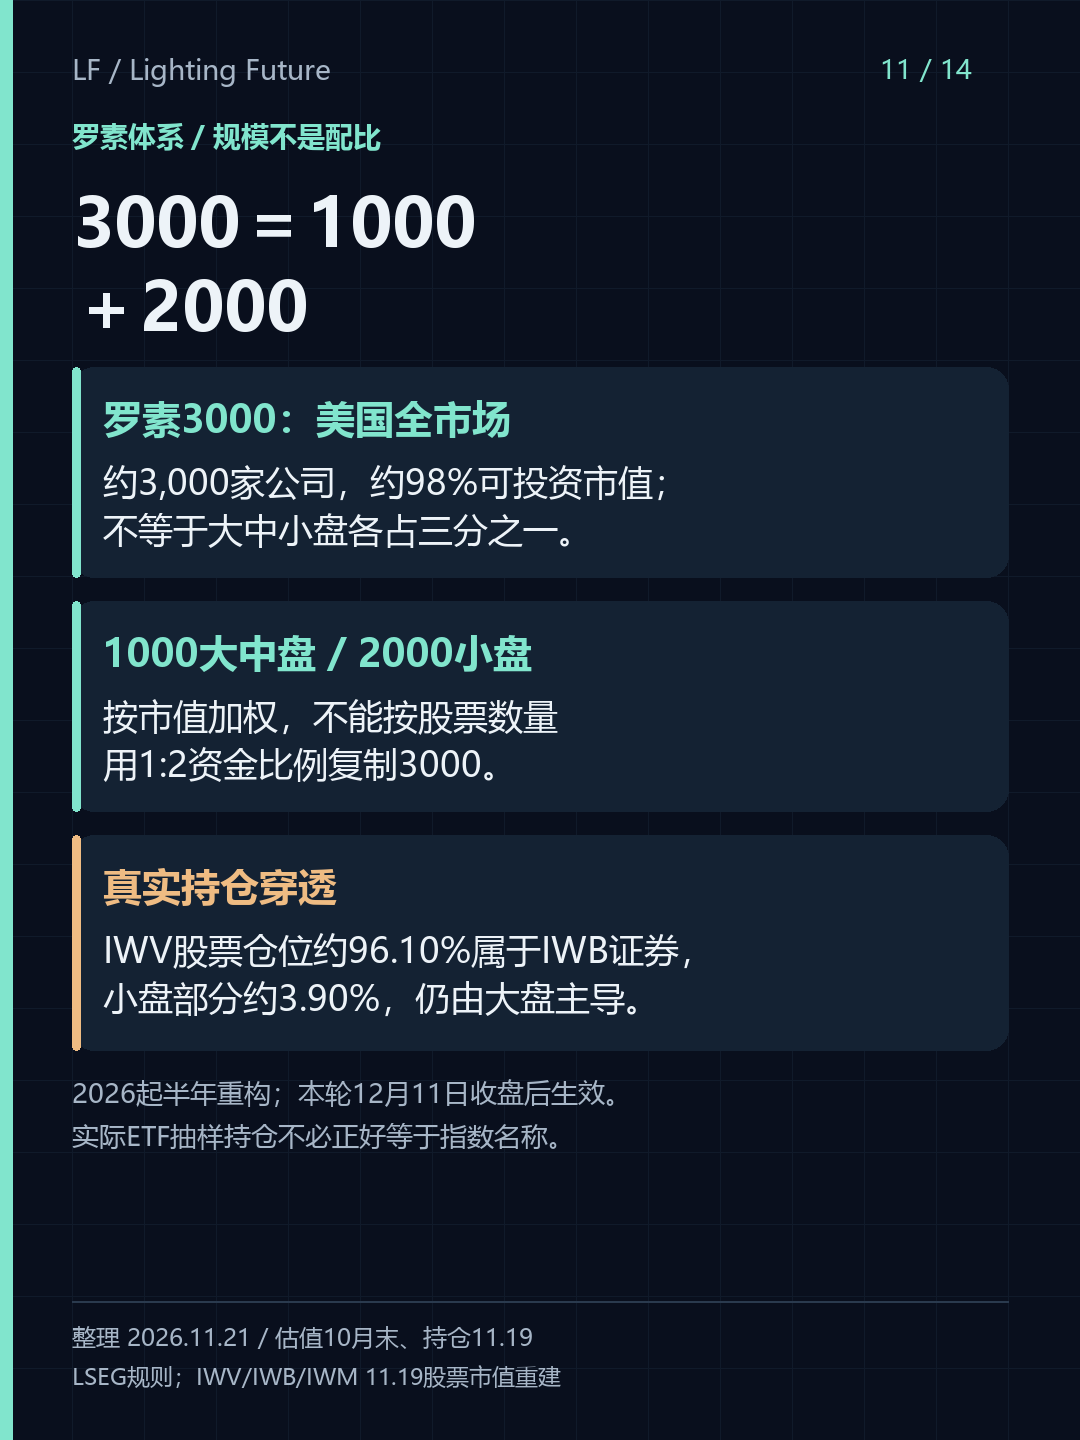 LF / Lighting Future
11 / 14
罗素体系 / 规模不是配比
3000 = 1000
+ 2000
罗素3000：美国全市场
约3,000家公司，约98%可投资市值；
不等于大中小盘各占三分之一。
1000大中盘 / 2000小盘
按市值加权，不能按股票数量
用1:2资金比例复制3000。
真实持仓穿透
IWV股票仓位约96.10%属于IWB证券，
小盘部分约3.90%，仍由大盘主导。
2026起半年重构；本轮12月11日收盘后生效。
实际ETF抽样持仓不必正好等于指数名称。
整理 2026.11.21 / 估值10月末、持仓11.19
LSEG规则；IWV/IWB/IWM 11.19股票市值重建